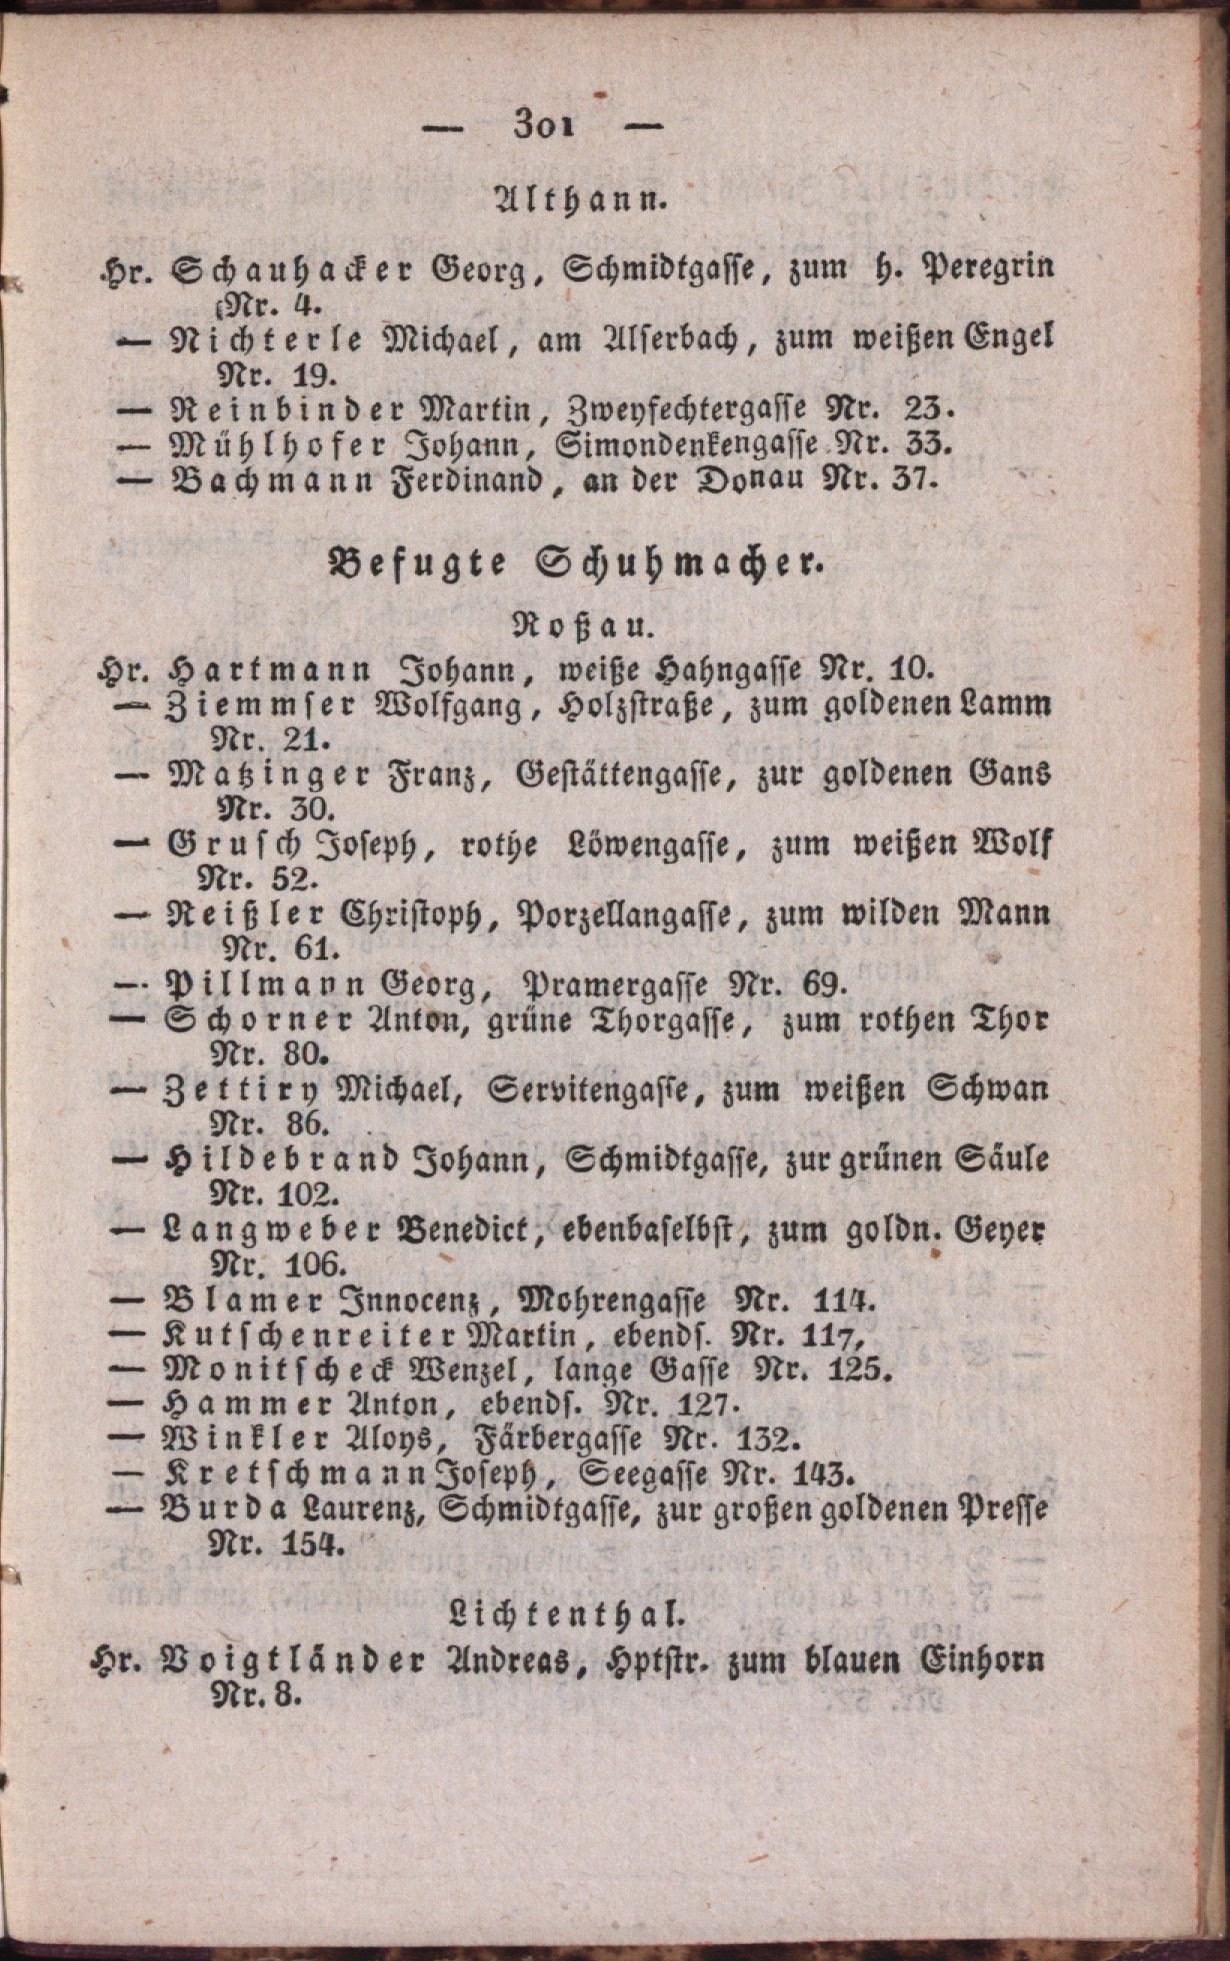 — 301 —
Althann.
Hr. Schauhacker Georg, Schmidtgasse, zum h. Peregrin
Nr. 4.
— Nichterle Michael, am Alserbach, zum weißen Engel
Nr. 19.
— Reinbinder Martin, Zweyfechtergasse Nr. 23.
— Mühlhofer Johann, Simondenkengasse Nr. 33.
— Bachmann Ferdinand, an der Donau Nr. 37.
Befugte Schuhmacher.
Roßau.
Hr. Hartmann Johann, weiße Hahngasse Nr. 10.
— Ziemmser Wolfgang, Holzstraße, zum goldenen Lamm
Nr. 21.
— Matzinger Franz, Gestättengasse, zur goldenen Gans
Nr. 30.
— Grusch Joseph, rothe Löwengasse, zum weißen Wolf
Nr. 52.
— Reißler Christoph, Porzellangasse, zum wilden Mann
Nr. 61.
— Pillmann Georg, Pramergasse Nr. 69.
— Schorner Anton, grüne Thorgasse, zum rothen Thor
Nr. 80.
— Zettiry Michael, Servitengasse, zum weißen Schwan
Nr. 86.
— Hildebrand Johann, Schmidtgasse, zur grünen Säule
Nr. 102.
— Langweber Benedict, ebenbaselbst, zum goldn. Geyer
Nr. 106.
— Blamer Innocenz, Mohrengasse Nr. 114.
— Kutschenreiter Martin, ebends. Nr. 117,
— Monitscheck Wenzel, lange Gasse Nr. 125.
— Hammer Anton, ebends. Nr. 127.
— Winkler Aloys, Färbergasse Nr. 132.
— Kretschmann Joseph, Seegasse Nr. 143.
— Burda Laurenz, Schmidtgasse, zur großen goldenen Presse
Nr. 154.
Lichtenthal.
Hr. Voigtländer Andreas, Hptstr. zum blauen Einhorn
Nr. 8.